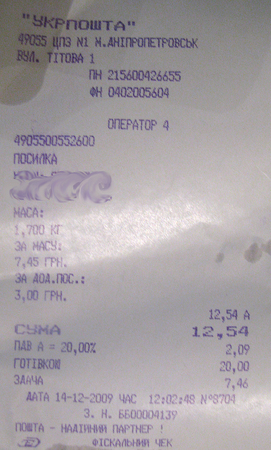 "УКРПОШТА"
49055 ЦПЗ N1 М.ДНІПРОПЕТРОВСЬК
ВУЛ. ТІТОВА 1
ПН 215600426655
ФН 0402005604
ОПЕРАТОР 4
4905500552600
ПОСИЛКА
МАСА:
1,700 КГ
ЗА МАСУ:
7,45 ГРН.
ЗА ДОД.ПОС.:
3,00 ГРН.
12,54 А
СУМА 12,54
ПДВ А = 20,00% 2,09
ГОТІВКОЮ 20,00
ЗДАЧА 7,46
ДАТА 14-12-2009 ЧАС 12:02:48 №8704
З. Н. ББ00004139
ПОШТА - НАДІЙНИЙ ПАРТНЕР !
ФІСКАЛЬНИЙ ЧЕК